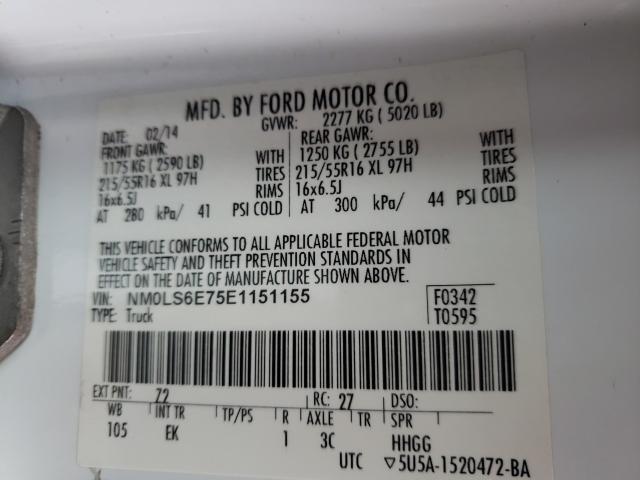 MFD. BY FORD MOTOR CO.
DATE: 02/14 GVWR: 2277 KG ( 5020 LB)
FRONT GAWR: REAR GAWR:
1175 KG ( 2590 LB) WITH 1250 KG ( 2755 LB) WITH
215/55R16 XL 97H TIRES 215/55R16 XL 97H TIRES
16x6.5J RIMS 16x6.5J RIMS
AT 280 kPa/ 41 PSI COLD AT 300 kPa/ 44 PSI COLD
THIS VEHICLE CONFORMS TO ALL APPLICABLE FEDERAL MOTOR
VEHICLE SAFETY AND THEFT PREVENTION STANDARDS IN
EFFECT ON THE DATE OF MANUFACTURE SHOWN ABOVE.
VIN: NM0LS6E75E1151155 F0342
TYPE: Truck T0595
EXT PNT: Z2 RC: 27 DSO:
WB INT TR TP/PS R AXLE TR SPR
105 EK 1 3C HHGG
UTC ▽5U5A-1520472-BA